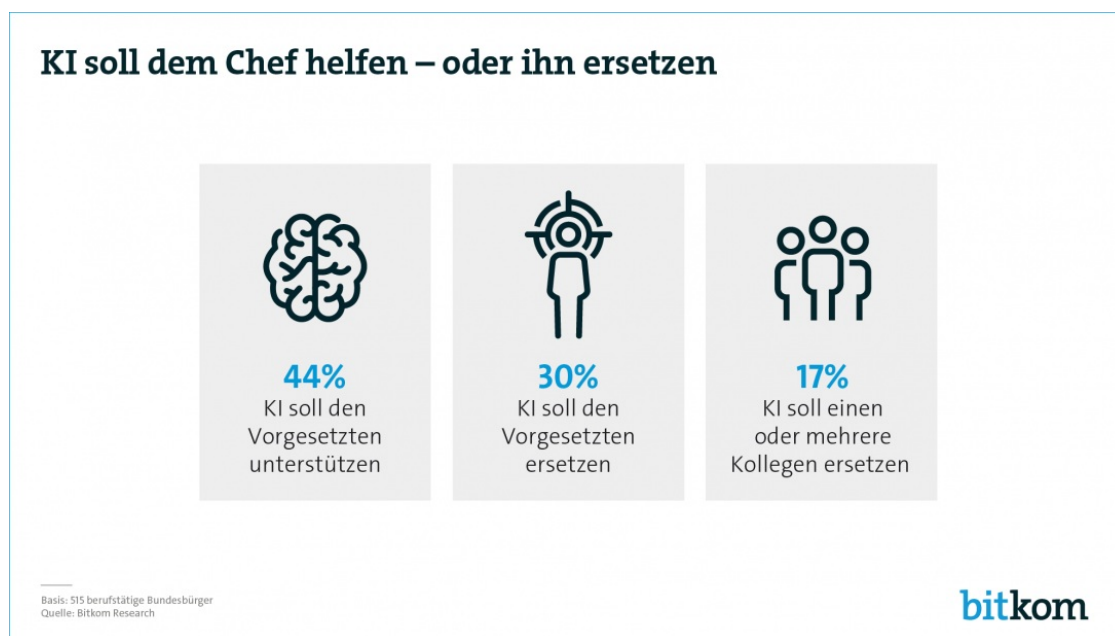 KI soll dem Chef helfen – oder ihn ersetzen
44%
KI soll den
Vorgesetzten
unterstützen
30%
KI soll den
Vorgesetzten
ersetzen
17%
KI soll einen
oder mehrere
Kollegen ersetzen
Basis: 515 berufstätige Bundesbürger
Quelle: Bitkom Research
bitkom